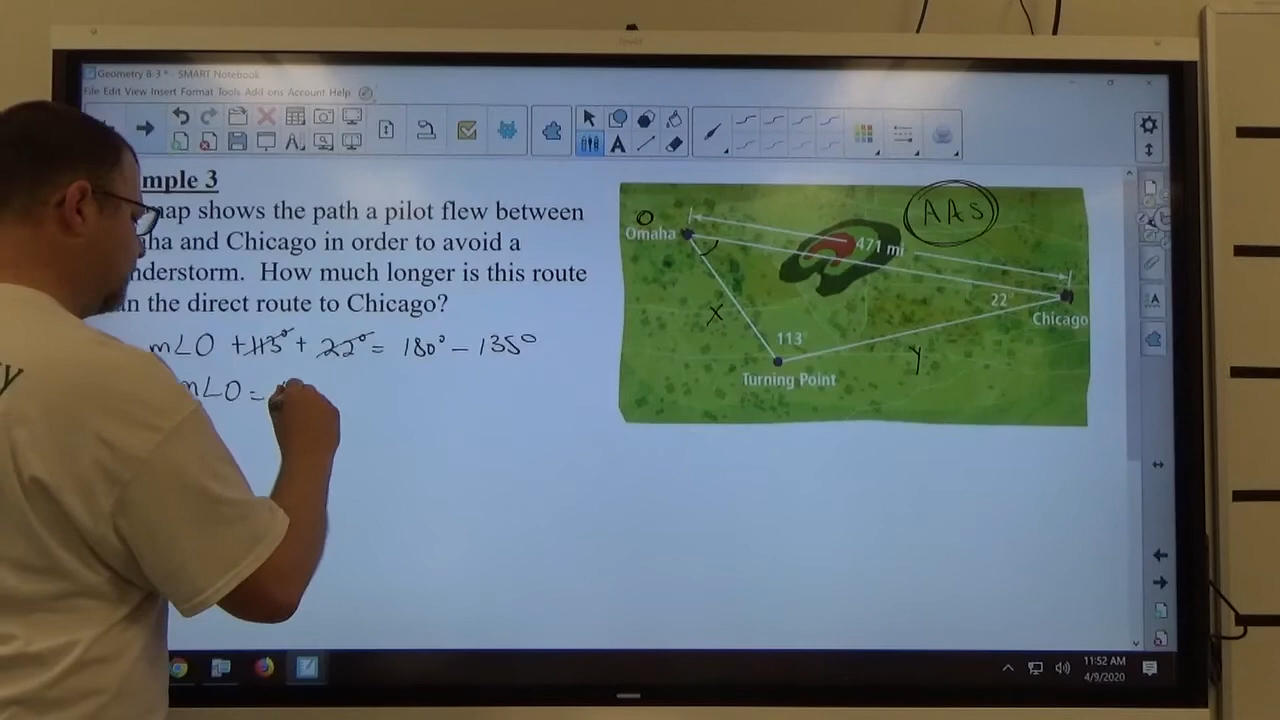 Geometry 8-3 * - SMART Notebook
File Edit View Insert Format Tools Add-ons Account Help
mple 3
map shows the path a pilot flew between
ha and Chicago in order to avoid a
nderstorm. How much longer is this route
n the direct route to Chicago?
m∠O + 113° + 22° = 180° - 135°
m∠O =
AAS
O
Omaha
471 mi
22°
Chicago
X
113°
y
Turning Point
11:52 AM
4/9/2020